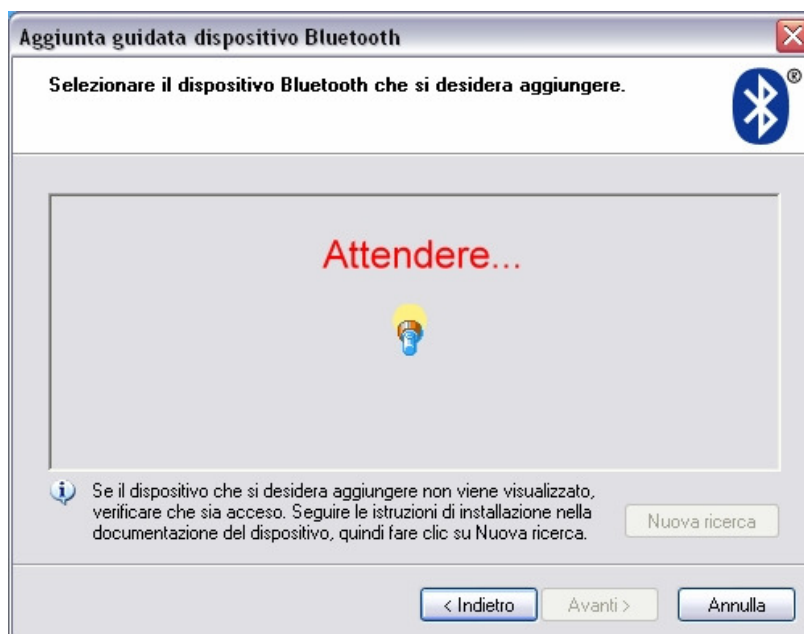 Aggiunta guidata dispositivo Bluetooth
Selezionare il dispositivo Bluetooth che si desidera aggiungere.
®
Attendere...
Se il dispositivo che si desidera aggiungere non viene visualizzato,
verificare che sia acceso. Seguire le istruzioni di installazione nella
documentazione del dispositivo, quindi fare clic su Nuova ricerca.
Nuova ricerca
< Indietro
Avanti >
Annulla